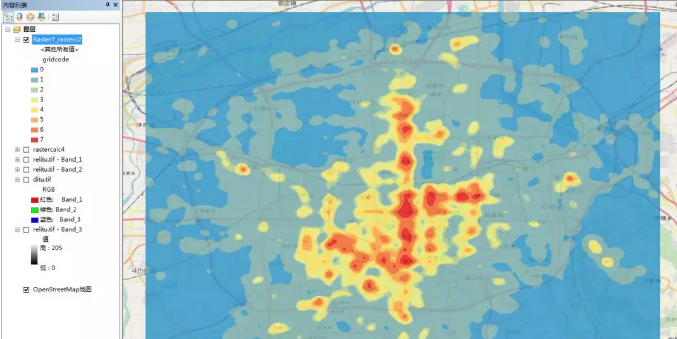 内容列表
图层
RasterT_rasterc2
<其他所有值>
gridcode
0
1
2
3
4
5
6
7
rastercalc4
relitu.tif - Band_1
relitu.tif - Band_2
ditu.tif
RGB
红色: Band_1
绿色: Band_2
蓝色: Band_3
relitu.tif - Band_3
值
高 : 205
低 : 0
OpenStreetMap地图